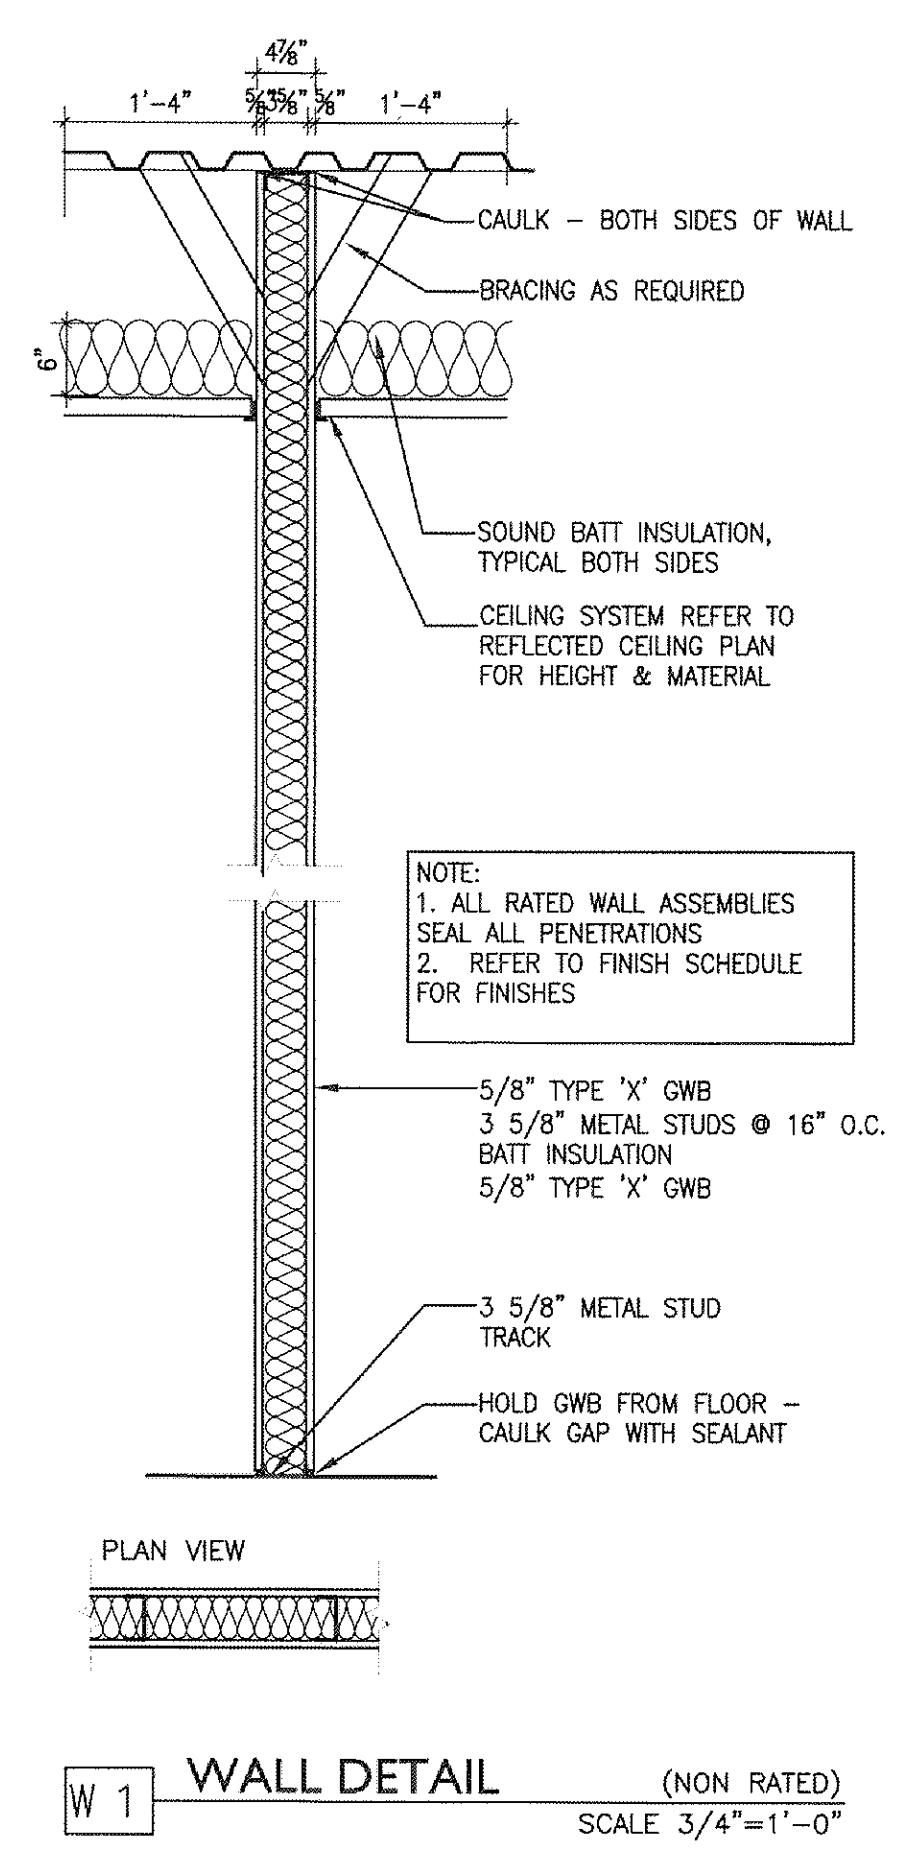 4⅞"
1'-4"
⅝"
3⅝"
⅝"
1'-4"
CAULK - BOTH SIDES OF WALL
BRACING AS REQUIRED
6"
SOUND BATT INSULATION,
TYPICAL BOTH SIDES
CEILING SYSTEM REFER TO
REFLECTED CEILING PLAN
FOR HEIGHT & MATERIAL
NOTE:
1. ALL RATED WALL ASSEMBLIES
SEAL ALL PENETRATIONS
2. REFER TO FINISH SCHEDULE
FOR FINISHES
5/8" TYPE 'X' GWB
3 5/8" METAL STUDS @ 16" O.C.
BATT INSULATION
5/8" TYPE 'X' GWB
3 5/8" METAL STUD
TRACK
HOLD GWB FROM FLOOR -
CAULK GAP WITH SEALANT
PLAN VIEW
W 1
WALL DETAIL
(NON RATED)
SCALE 3/4"=1'-0"